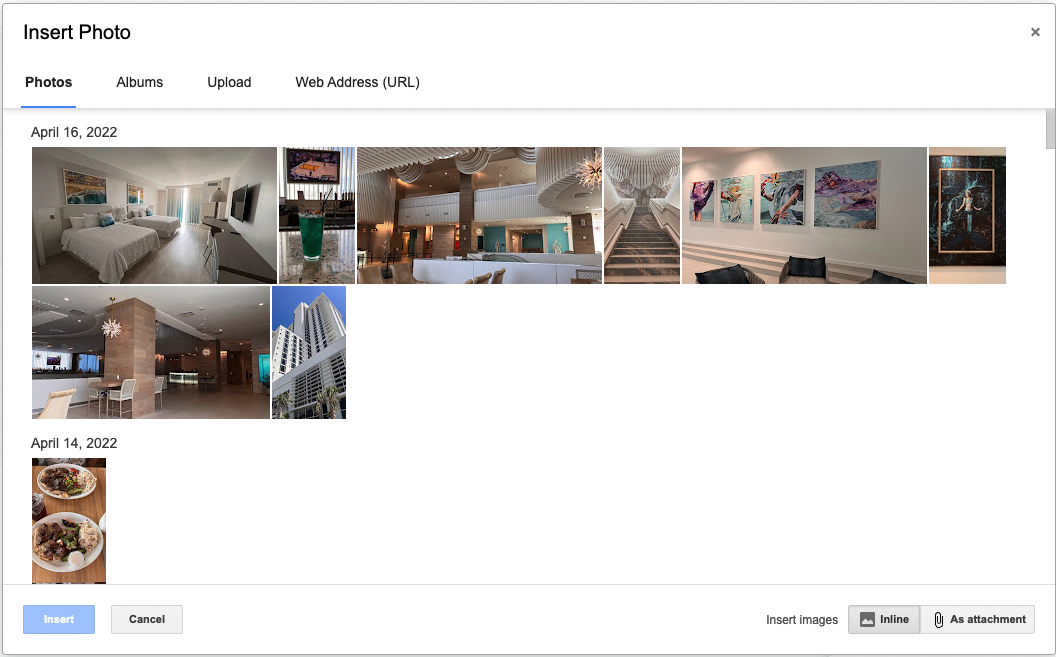 Insert Photo
×
Photos Albums Upload Web Address (URL)
April 16, 2022
April 14, 2022
Insert Cancel Insert images Inline As attachment